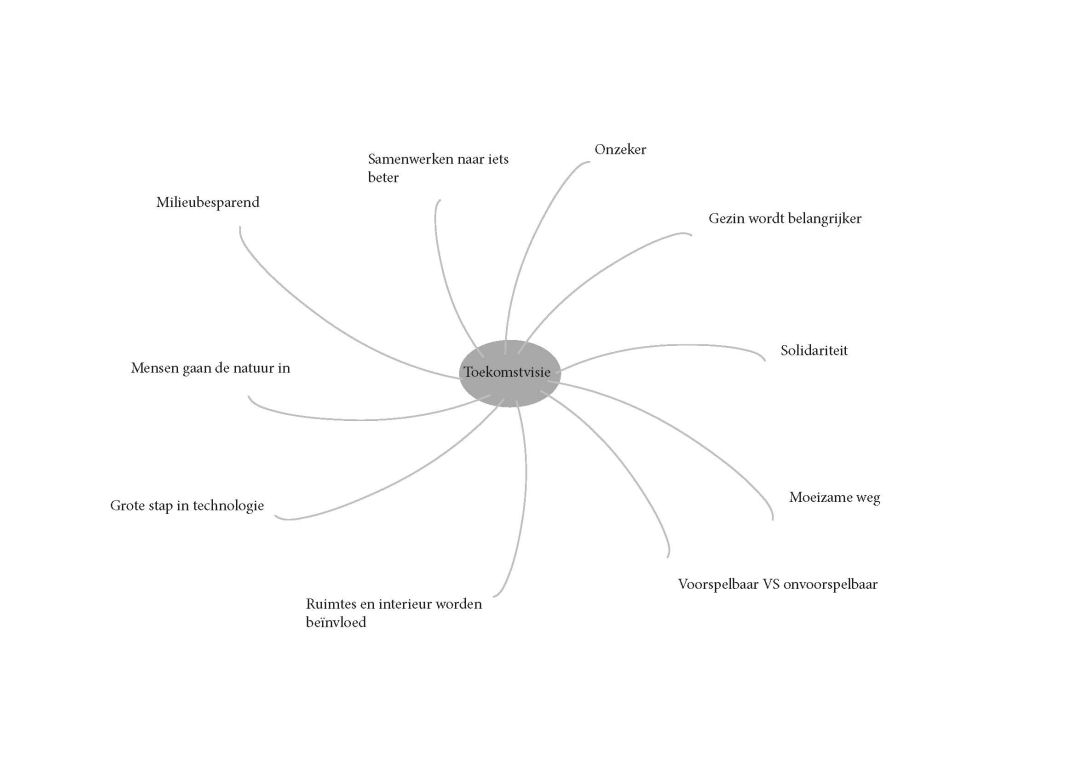 Onzeker
Samenwerken naar iets
beter
Milieubesparend
Gezin wordt belangrijker
Solidariteit
Mensen gaan de natuur in
Toekomstvisie
Moeizame weg
Grote stap in technologie
Voorspelbaar VS onvoorspelbaar
Ruimtes en interieur worden
beïnvloed